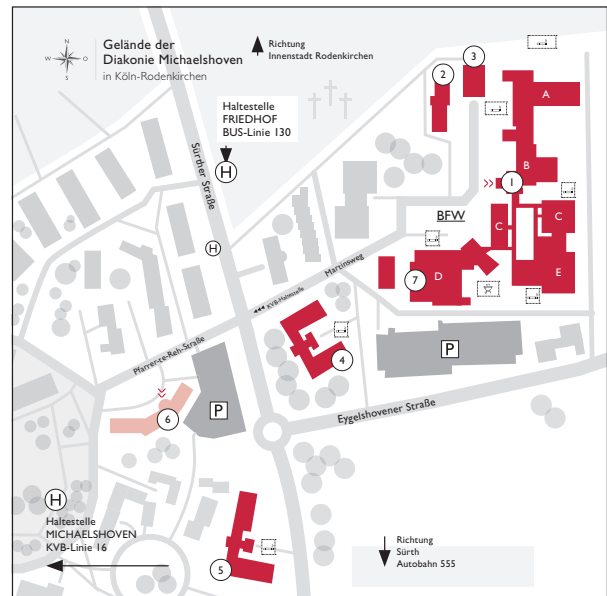 N
W O
S
Gelände der
Diakonie Michaelshoven
in Köln-Rodenkirchen
Richtung
Innenstadt Rodenkirchen
Haltestelle
FRIEDHOF
BUS-Linie 130
H
Sürther Straße
H
2
3
A
B
1
BFW
C
C
D
E
7
Martinsweg
KVB-Haltestelle
4
P
Pfarrer-te-Reh-Straße
P
6
Eygelshovener Straße
H
Haltestelle
MICHAELSHOVEN
KVB-Linie 16
5
Richtung
Sürth
Autobahn 555